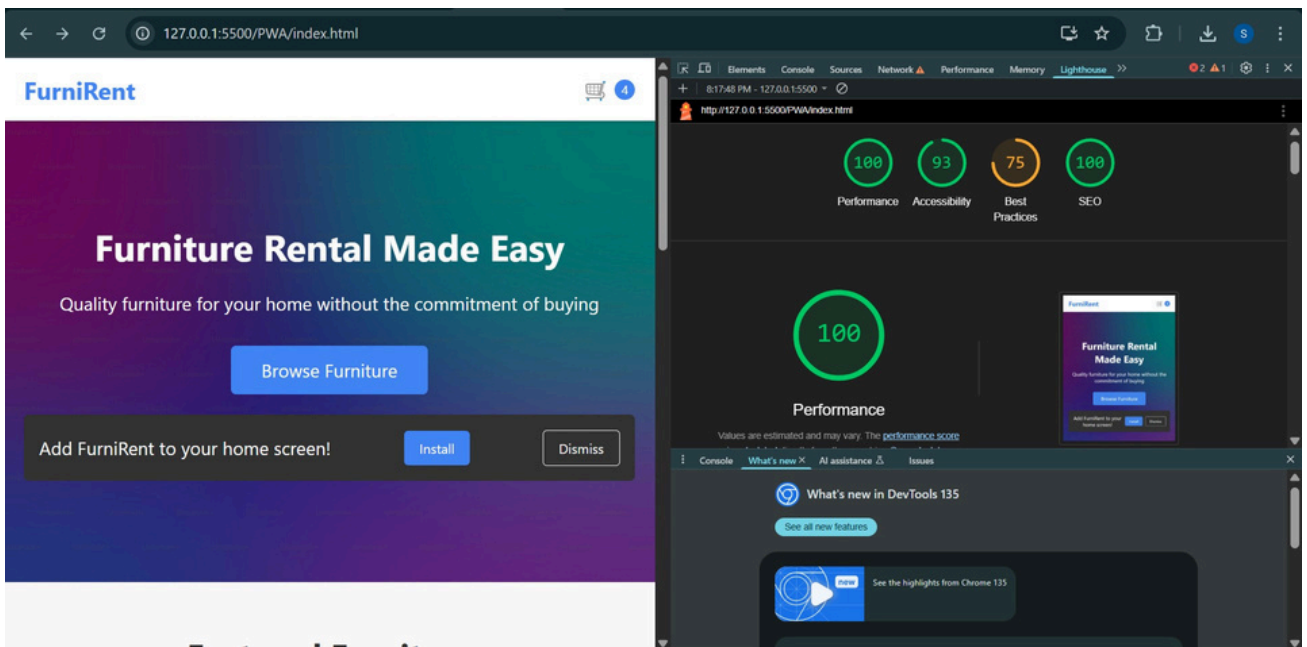 127.0.0.1:5500/PWA/index.html
S
FurniRent
4
Furniture Rental Made Easy
Quality furniture for your home without the commitment of buying
Browse Furniture
Add FurniRent to your home screen!
Install
Dismiss
Elements Console Sources Network Performance Memory Lighthouse
2 1
8:17:48 PM - 127.0.0.1:5500
http://127.0.0.1:5500/PWA/index.html
100 93 75 100
Performance Accessibility Best Practices SEO
100
Performance
Values are estimated and may vary. The performance score
FurniRent
Furniture Rental
Made Easy
Quality furniture for your home without the
commitment of buying
Browse Furniture
Add FurniRent to your
home screen!
Install
Dismiss
Console What's new AI assistance Issues
What's new in DevTools 135
See all new features
new
See the highlights from Chrome 135